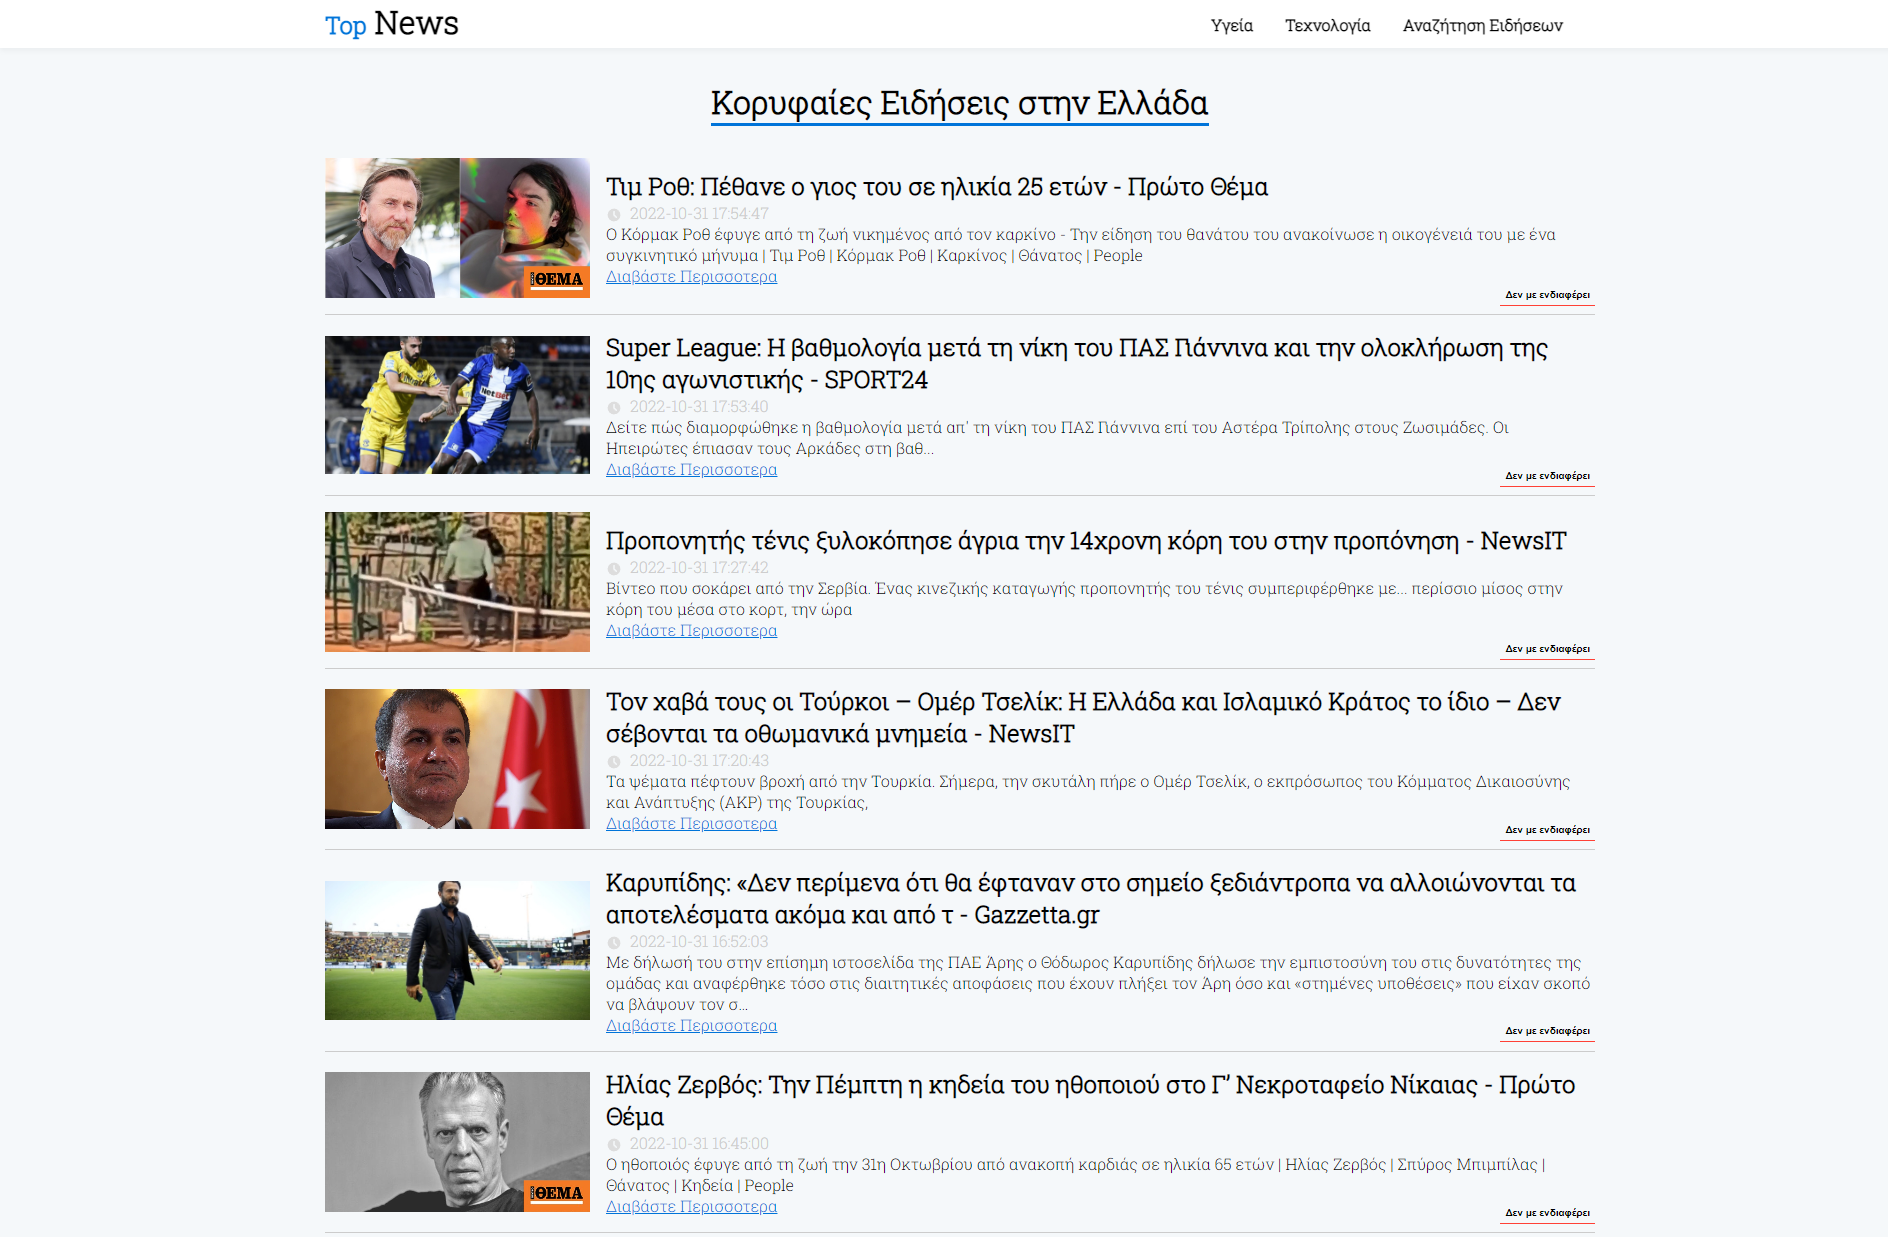 Top News
Υγεία
Τεχνολογία
Αναζήτηση Ειδήσεων
Κορυφαίες Ειδήσεις στην Ελλάδα
ΘΕΜΑ
Τιμ Ροθ: Πέθανε ο γιος του σε ηλικία 25 ετών - Πρώτο Θέμα
2022-10-31 17:54:47
Ο Κόρμακ Ροθ έφυγε από τη ζωή νικημένος από τον καρκίνο - Την είδηση του θανάτου του ανακοίνωσε η οικογένειά του με ένα
συγκινητικό μήνυμα | Τιμ Ροθ | Κόρμακ Ροθ | Καρκίνος | Θάνατος | People
Διαβάστε Περισσοτερα
Δεν με ενδιαφέρει
NetBet
Super League: Η βαθμολογία μετά τη νίκη του ΠΑΣ Γιάννινα και την ολοκλήρωση της
10ης αγωνιστικής - SPORT24
2022-10-31 17:53:40
Δείτε πώς διαμορφώθηκε η βαθμολογία μετά απ' τη νίκη του ΠΑΣ Γιάννινα επί του Αστέρα Τρίπολης στους Ζωσιμάδες. Οι
Ηπειρώτες έπιασαν τους Αρκάδες στη βαθ...
Διαβάστε Περισσοτερα
Δεν με ενδιαφέρει
Προπονητής τένις ξυλοκόπησε άγρια την 14χρονη κόρη του στην προπόνηση - NewsIT
2022-10-31 17:27:42
Βίντεο που σοκάρει από την Σερβία. Ένας κινεζικής καταγωγής προπονητής του τένις συμπεριφέρθηκε με… περίσσιο μίσος στην
κόρη του μέσα στο κορτ, την ώρα
Διαβάστε Περισσοτερα
Δεν με ενδιαφέρει
Τον χαβά τους οι Τούρκοι – Ομέρ Τσελίκ: Η Ελλάδα και Ισλαμικό Κράτος το ίδιο – Δεν
σέβονται τα οθωμανικά μνημεία - NewsIT
2022-10-31 17:20:43
Τα ψέματα πέφτουν βροχή από την Τουρκία. Σήμερα, την σκυτάλη πήρε ο Ομέρ Τσελίκ, ο εκπρόσωπος του Κόμματος Δικαιοσύνης
και Ανάπτυξης (AKP) της Τουρκίας,
Διαβάστε Περισσοτερα
Δεν με ενδιαφέρει
Καρυπίδης: «Δεν περίμενα ότι θα έφταναν στο σημείο ξεδιάντροπα να αλλοιώνονται τα
αποτελέσματα ακόμα και από τ - Gazzetta.gr
2022-10-31 16:52:03
Με δήλωσή του στην επίσημη ιστοσελίδα της ΠΑΕ Άρης ο Θόδωρος Καρυπίδης δήλωσε την εμπιστοσύνη του στις δυνατότητες της
ομάδας και αναφέρθηκε τόσο στις διαιτητικές αποφάσεις που έχουν πλήξει τον Άρη όσο και «στημένες υποθέσεις» που είχαν σκοπό
να βλάψουν τον σ...
Διαβάστε Περισσοτερα
Δεν με ενδιαφέρει
ΘΕΜΑ
Ηλίας Ζερβός: Την Πέμπτη η κηδεία του ηθοποιού στο Γ’ Νεκροταφείο Νίκαιας - Πρώτο
Θέμα
2022-10-31 16:45:00
Ο ηθοποιός έφυγε από τη ζωή την 31η Οκτωβρίου από ανακοπή καρδιάς σε ηλικία 65 ετών | Ηλίας Ζερβός | Σπύρος Μπιμπίλας |
Θάνατος | Κηδεία | People
Διαβάστε Περισσοτερα
Δεν με ενδιαφέρει